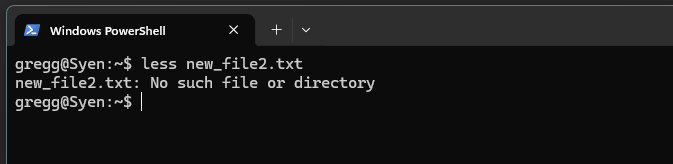 Windows PowerShell
gregg@Syen:~$ less new_file2.txt
new_file2.txt: No such file or directory
gregg@Syen:~$